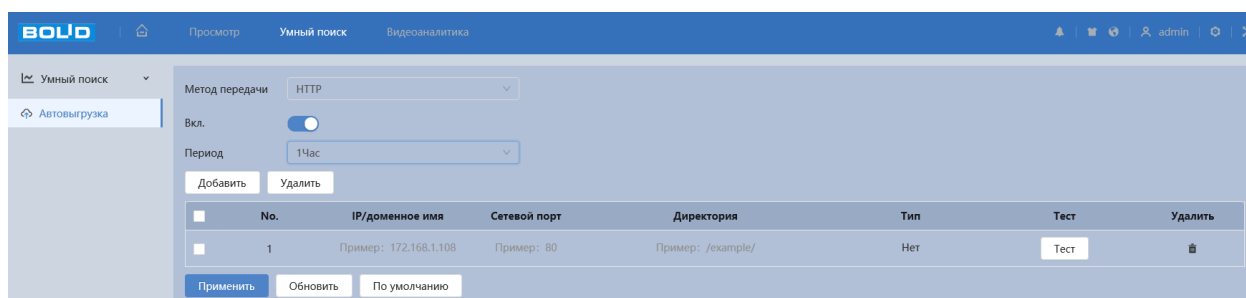 BOLID Просмотр Умный поиск Видеоаналитика admin
Умный поиск
Автовыгрузка
Метод передачи HTTP
Вкл.
Период 1Час
Добавить Удалить
No. IP/доменное имя Сетевой порт Директория Тип Тест Удалить
1 Пример: 172.168.1.108 Пример: 80 Пример: /example/ Нет Тест
Применить Обновить По умолчанию